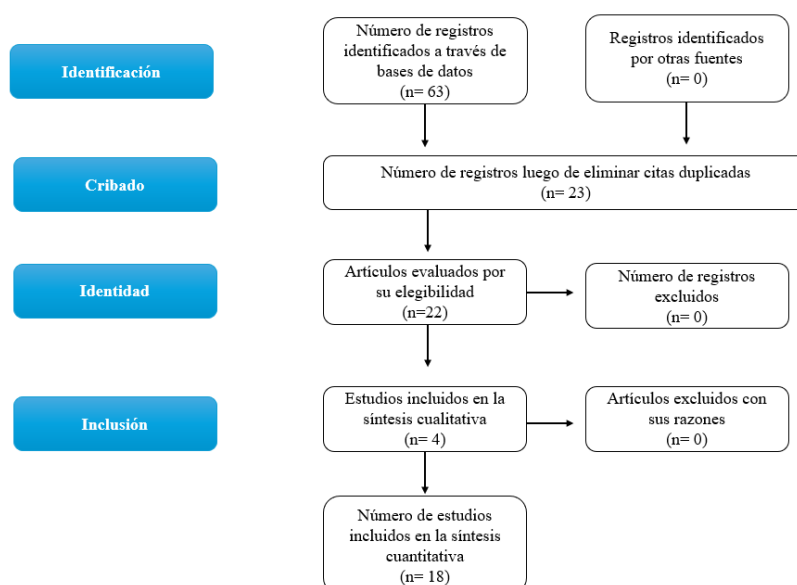 Identificación
Número de registros
identificados a través de
bases de datos
(n= 63)
Registros identificados
por otras fuentes
(n= 0)
Cribado
Número de registros luego de eliminar citas duplicadas
(n= 23)
Identidad
Artículos evaluados por
su elegibilidad
(n=22)
Número de registros
excluidos
(n= 0)
Inclusión
Estudios incluidos en la
síntesis cualitativa
(n= 4)
Artículos excluidos con
sus razones
(n= 0)
Número de estudios
incluidos en la síntesis
cuantitativa
(n= 18)